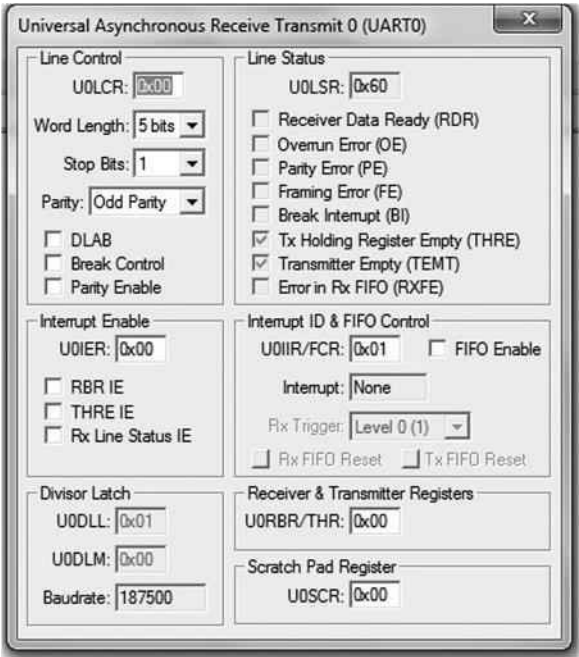 Universal Asynchronous Receive Transmit 0 (UART0)
x
Line Control
U0LCR: 0x00
Word Length: 5 bits
Stop Bits: 1
Parity: Odd Parity
DLAB
Break Control
Parity Enable
Line Status
U0LSR: 0x60
Receiver Data Ready (RDR)
Overrun Error (OE)
Parity Error (PE)
Framing Error (FE)
Break Interrupt (BI)
Tx Holding Register Empty (THRE)
Transmitter Empty (TEMT)
Error in Rx FIFO (RXFE)
Interrupt Enable
U0IER: 0x00
RBR IE
THRE IE
Rx Line Status IE
Interrupt ID & FIFO Control
U0IIR/FCR: 0x01 FIFO Enable
Interrupt: None
Rx Trigger: Level 0 (1)
Rx FIFO Reset Tx FIFO Reset
Divisor Latch
U0DLL: 0x01
U0DLM: 0x00
Baudrate: 187500
Receiver & Transmitter Registers
U0RBR/THR: 0x00
Scratch Pad Register
U0SCR: 0x00